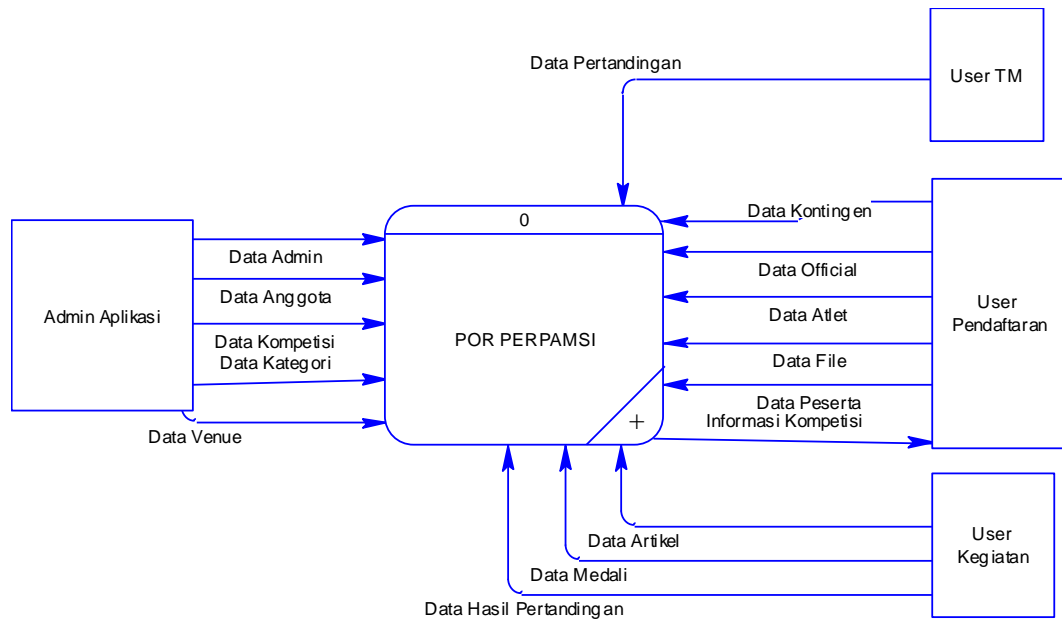 Data Pertandingan
User TM
0
Data Kontingen
Data Admin
Data Official
Data Anggota
Data Atlet
User
Pendaftaran
Admin Aplikasi
POR PERPAMSI
Data Kompetisi
Data Kategori
Data File
Data Peserta
Informasi Kompetisi
+
Data Venue
Data Artikel
User
Kegiatan
Data Medali
Data Hasil Pertandingan